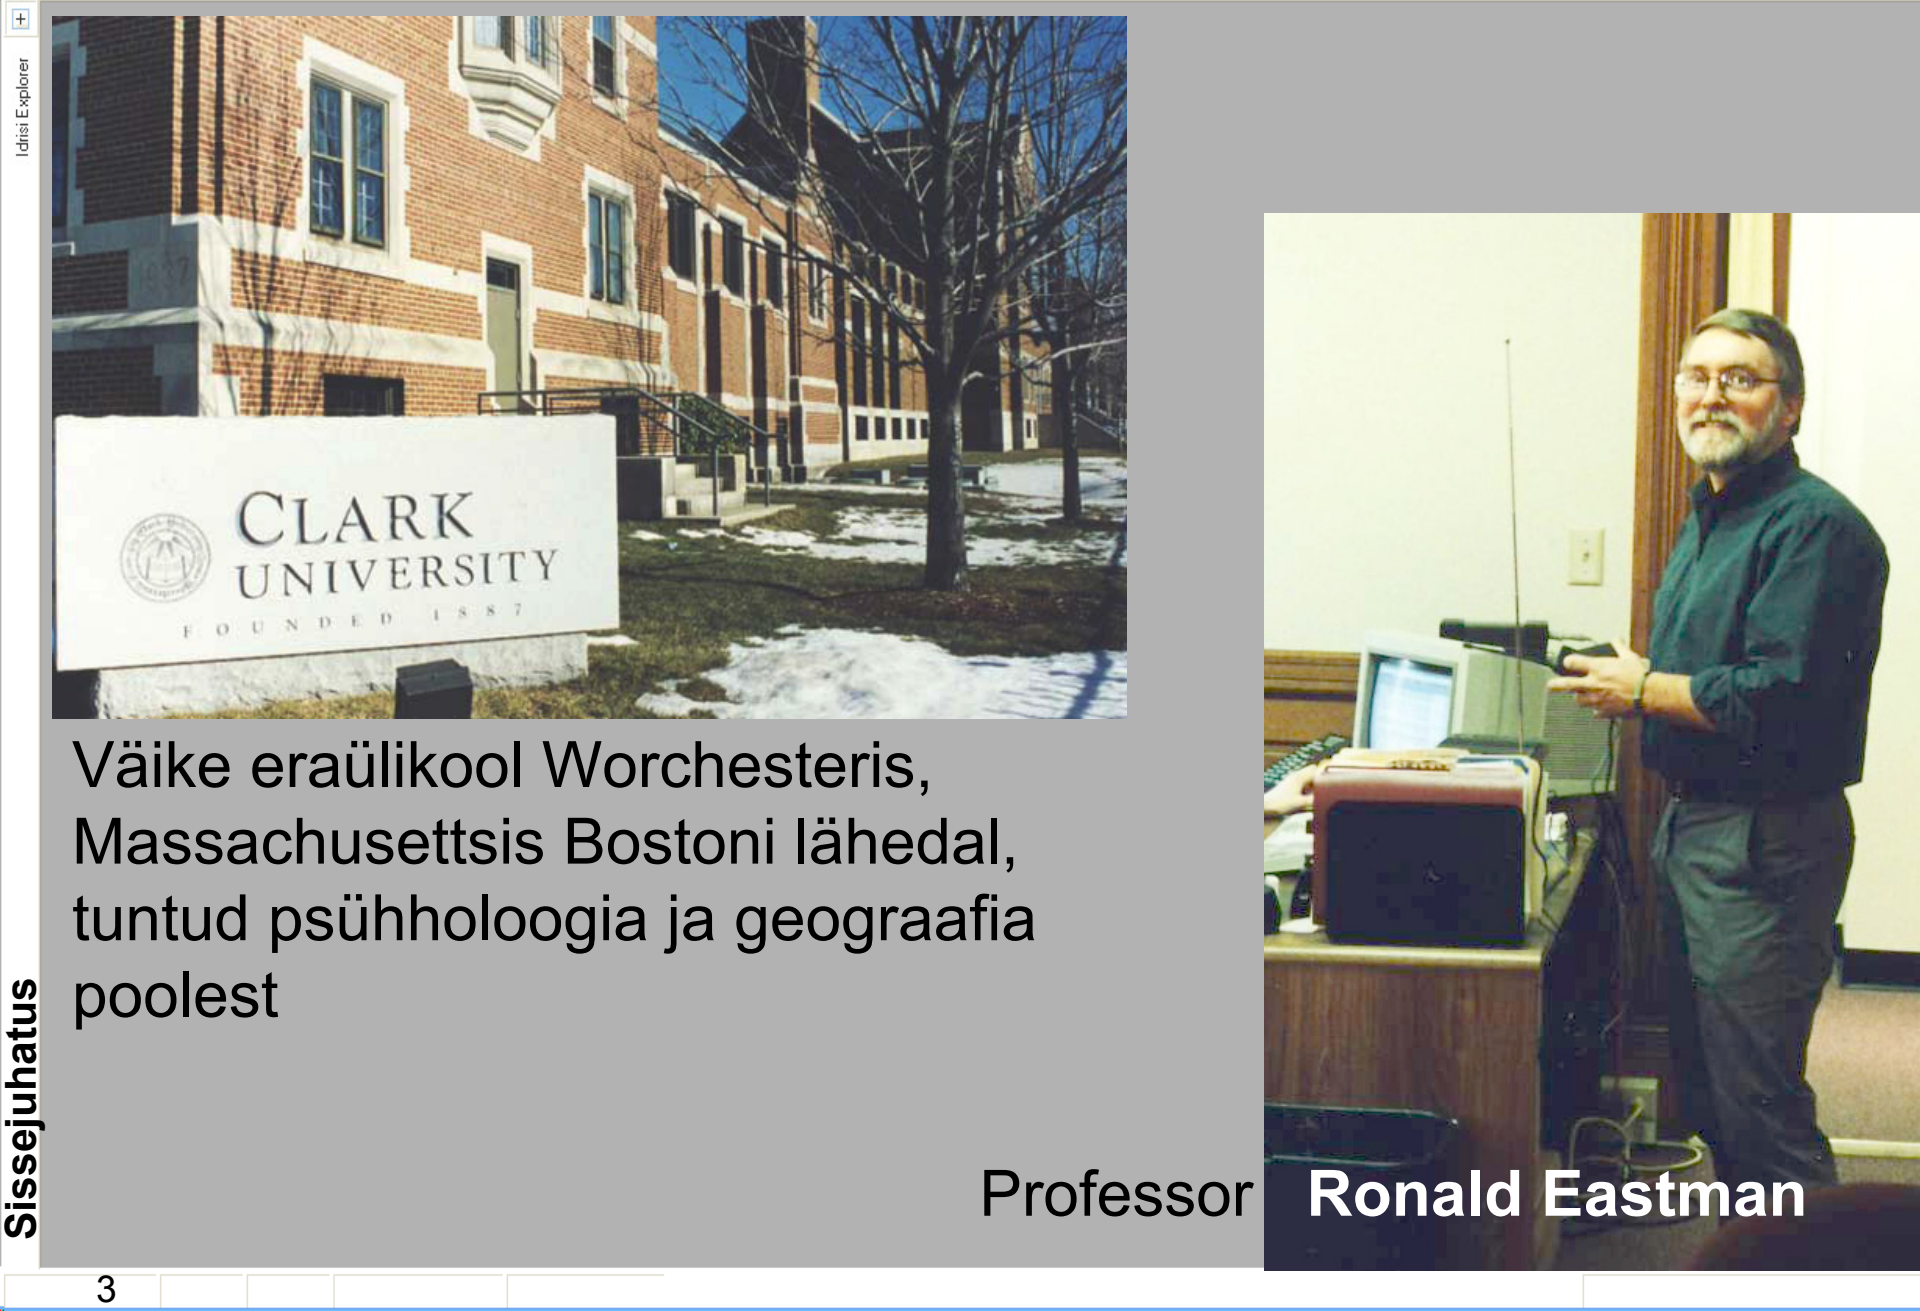 Idrisi Explorer
CLARK
UNIVERSITY
FOUNDED 1887
Väike eraülikool Worchesteris,
Massachusettsis Bostoni lähedal,
tuntud psühholoogia ja geograafia
poolest
Sissejuhatus
Professor Ronald Eastman
3